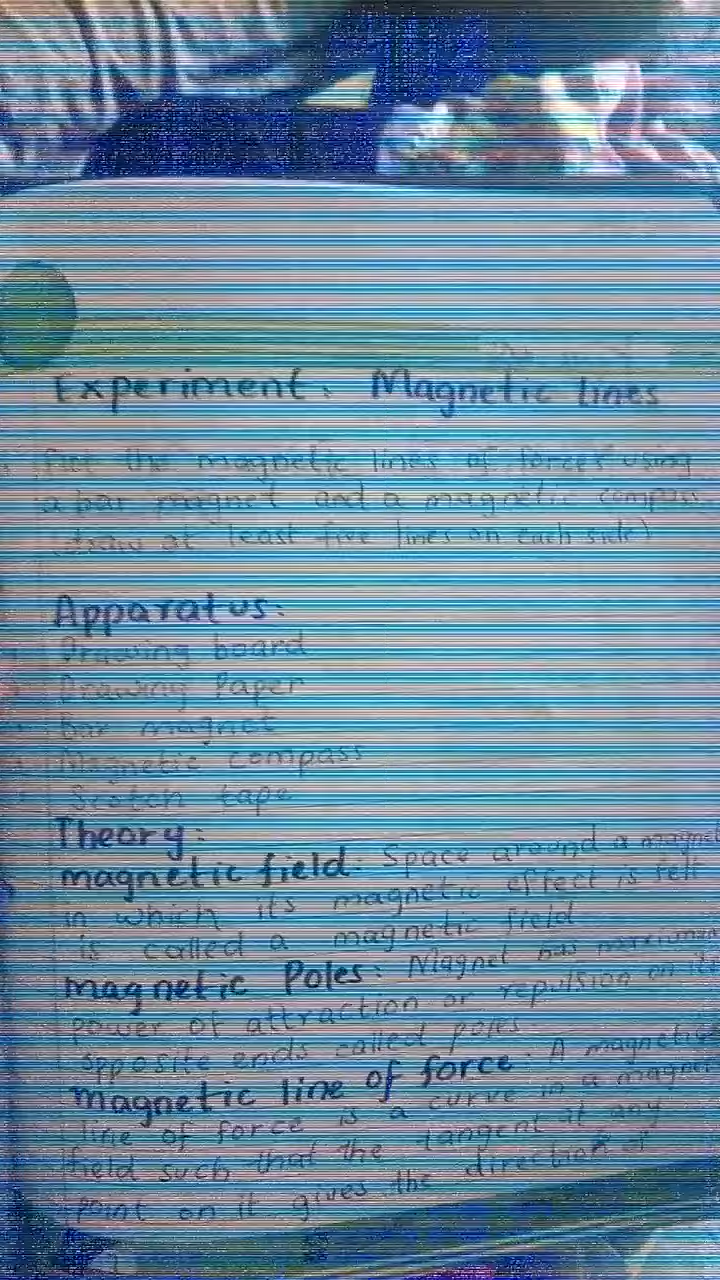 Experiment: Magnetic lines
the magnetic lines of force using
a bar magnet and a magnetic
(draw at least five lines on each side)
Apparatus:
Drawing board
Drawing Paper
Bar magnet
Magnetic compass
Scotch tape
Theory:
magnetic field: Space around a magnet
in which its magnetic effect is felt
is called a magnetic field
magnetic Poles: Magnet has
power of attraction or repulsion on its
opposite ends called poles.
magnetic line of force: A magnetic
line of force is a curve in a magnetic
field such that the tangent at any
point on it gives the direction of